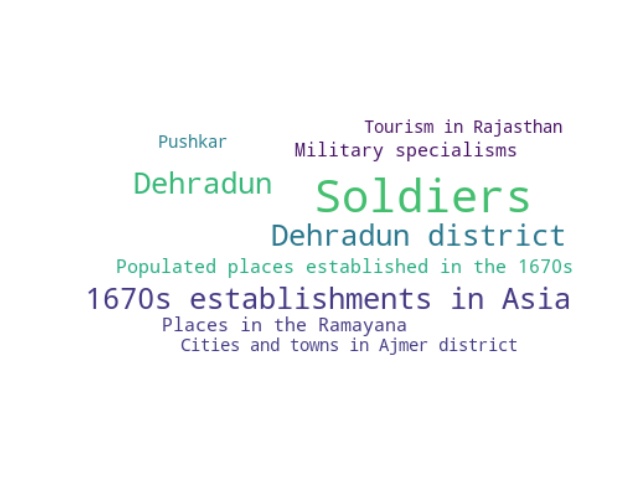 Tourism in Rajasthan
Pushkar
Military specialisms
Dehradun
Soldiers
Dehradun district
Populated places established in the 1670s
1670s establishments in Asia
Places in the Ramayana
Cities and towns in Ajmer district